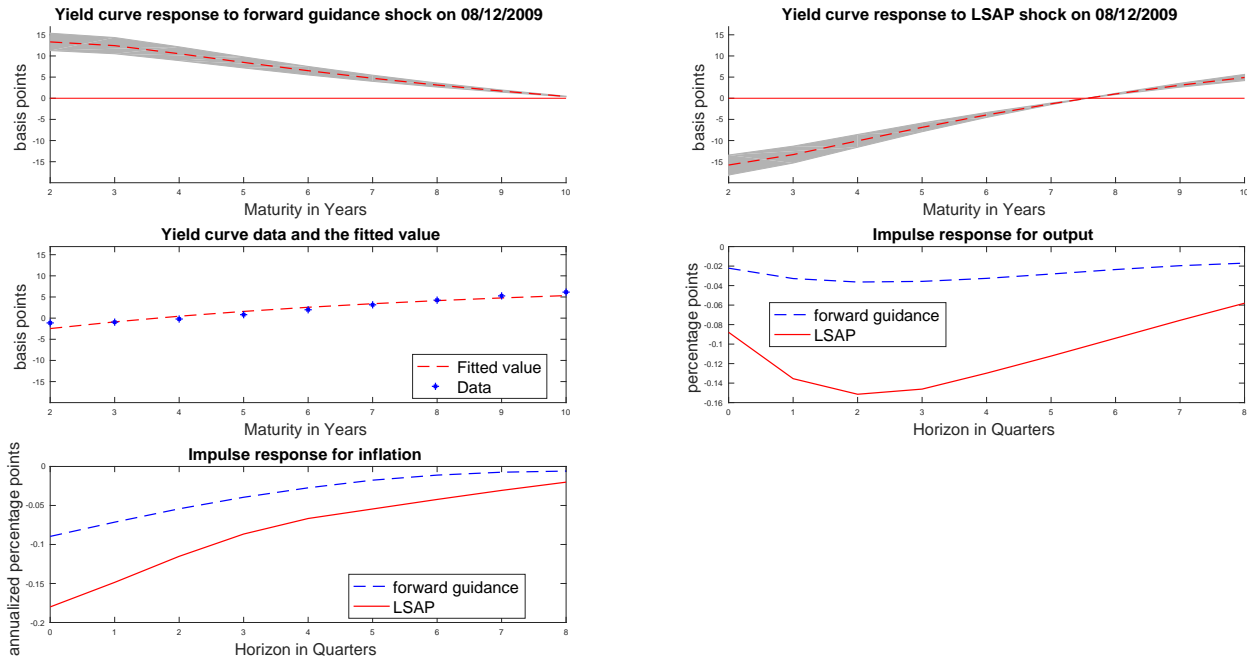 Yield curve response to forward guidance shock on 08/12/2009
15
10
5
0
-5
-10
-15
basis points
2 3 4 5 6 7 8 9 10
Maturity in Years
Yield curve response to LSAP shock on 08/12/2009
15
10
5
0
-5
-10
-15
basis points
2 3 4 5 6 7 8 9 10
Maturity in Years
Yield curve data and the fitted value
15
10
5
0
-5
-10
-15
basis points
Fitted value
Data
2 3 4 5 6 7 8 9 10
Maturity in Years
Impulse response for output
0
-0.02
-0.04
-0.06
-0.08
-0.1
-0.12
-0.14
-0.16
percentage points
forward guidance
LSAP
0 1 2 3 4 5 6 7 8
Horizon in Quarters
Impulse response for inflation
0
-0.05
-0.1
-0.15
-0.2
annualized percentage points
forward guidance
LSAP
0 1 2 3 4 5 6 7 8
Horizon in Quarters